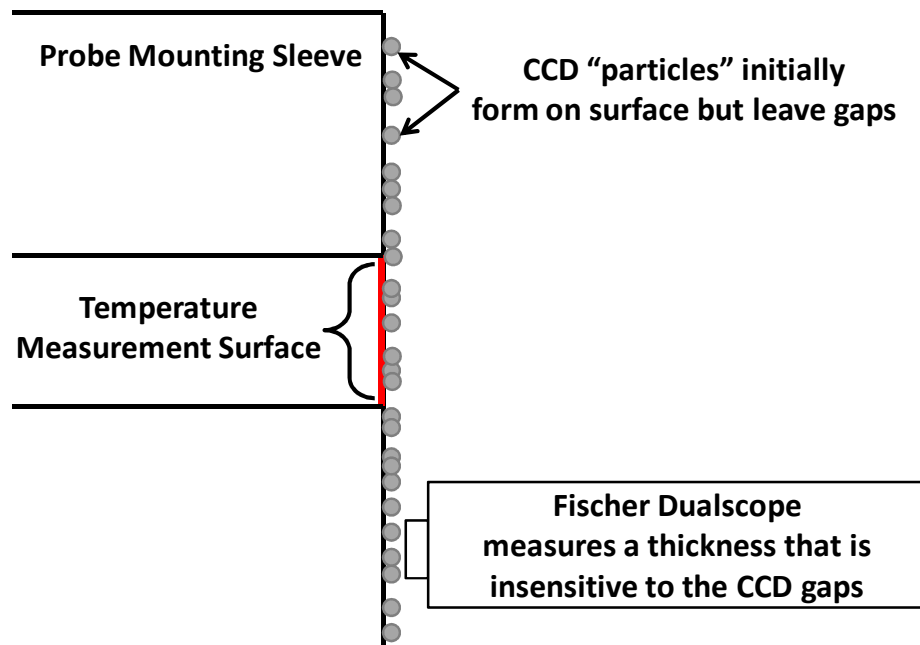 Probe Mounting Sleeve
CCD “particles” initially
form on surface but leave gaps
Temperature
Measurement Surface
Fischer Dualscope
measures a thickness that is
insensitive to the CCD gaps